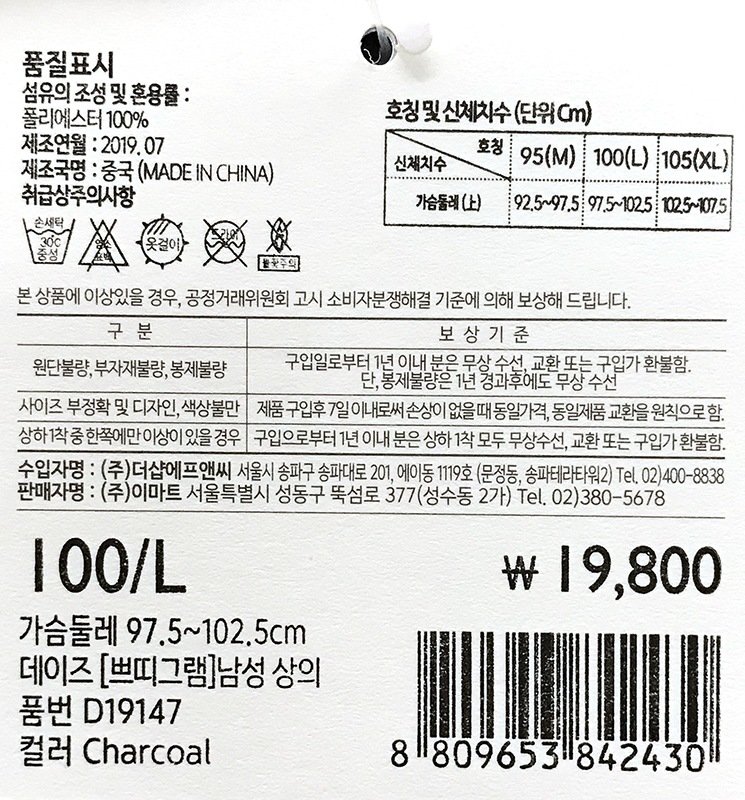 품질표시
섬유의 조성 및 혼용률 :
폴리에스터 100%
제조연월 : 2019. 07
제조국명 : 중국 (MADE IN CHINA)
취급상주의사항
손세탁
30℃
중성
염소
표백
옷걸이
드라이
불꽃주의
호칭 및 신체치수 (단위 Cm)
호칭
신체치수
95(M) 100(L) 105(XL)
가슴둘레 (上) 92.5~97.5 97.5~102.5 102.5~107.5
본 상품에 이상있을 경우, 공정거래위원회 고시 소비자분쟁해결 기준에 의해 보상해 드립니다.
구 분 보 상 기 준
원단불량, 부자재불량, 봉제불량 구입일로부터 1년 이내 분은 무상 수선, 교환 또는 구입가 환불함.
단, 봉제불량은 1년 경과후에도 무상 수선
사이즈 부정확 및 디자인, 색상불만 제품 구입후 7일 이내로써 손상이 없을 때 동일가격, 동일제품 교환을 원칙으로 함.
상하 1착 중 한쪽에만 이상이 있을 경우 구입으로부터 1년 이내 분은 상하 1착 모두 무상수선, 교환 또는 구입가 환불함.
수입자명 : (주)더샵에프앤씨 서울시 송파구 송파대로 201, 에이동 1119호 (문정동, 송파테라타워2) Tel. 02)400-8838
판매자명 : (주)이마트 서울특별시 성동구 뚝섬로 377(성수동 2가) Tel. 02)380-5678
100/L
₩ 19,800
가슴둘레 97.5~102.5cm
데이즈 [쁘띠그램]남성 상의
품번 D19147
컬러 Charcoal
8 809653 842430